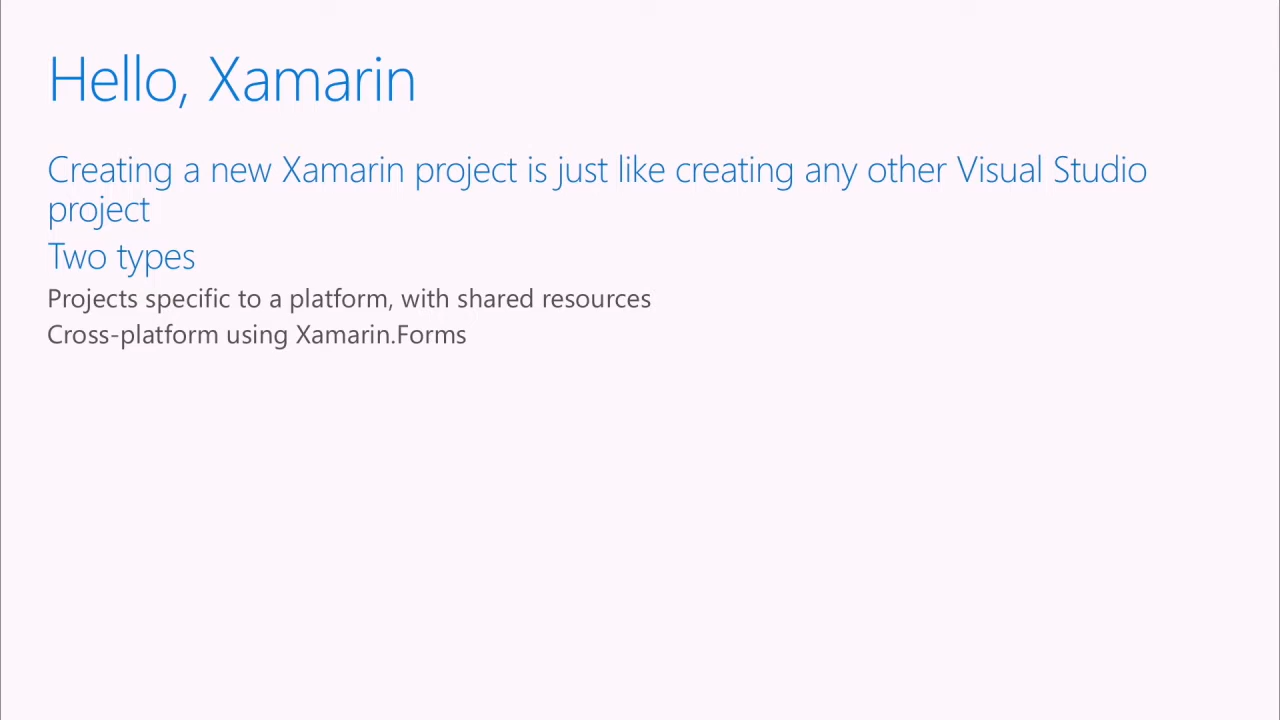 Hello, Xamarin
Creating a new Xamarin project is just like creating any other Visual Studio
project
Two types
Projects specific to a platform, with shared resources
Cross-platform using Xamarin.Forms